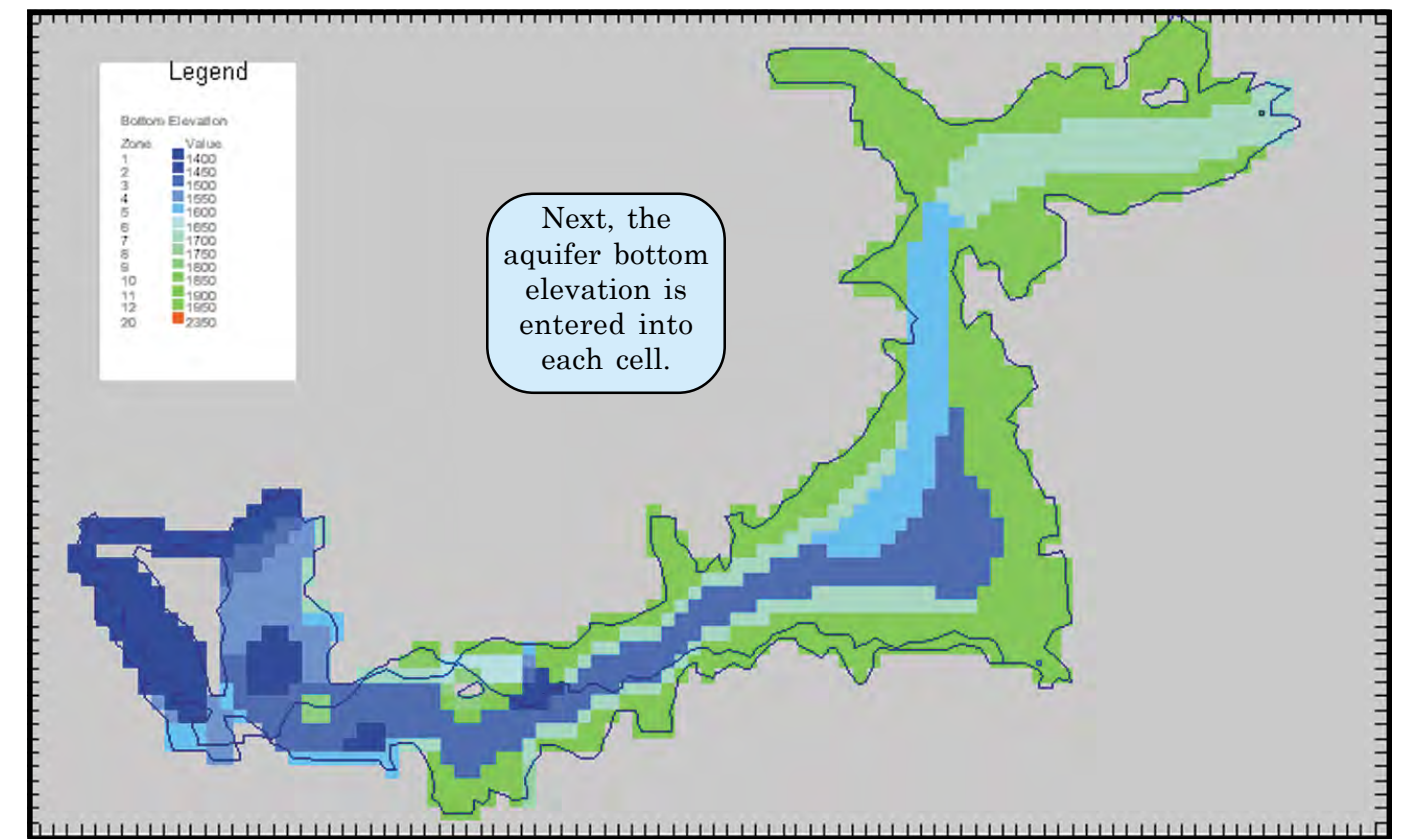 Legend
Bottom Elevation
Zone Value
1 1400
2 1450
3 1500
4 1550
5 1600
6 1650
7 1700
8 1750
9 1800
10 1850
11 1900
12 1950
20 2350
Next, the
aquifer bottom
elevation is
entered into
each cell.